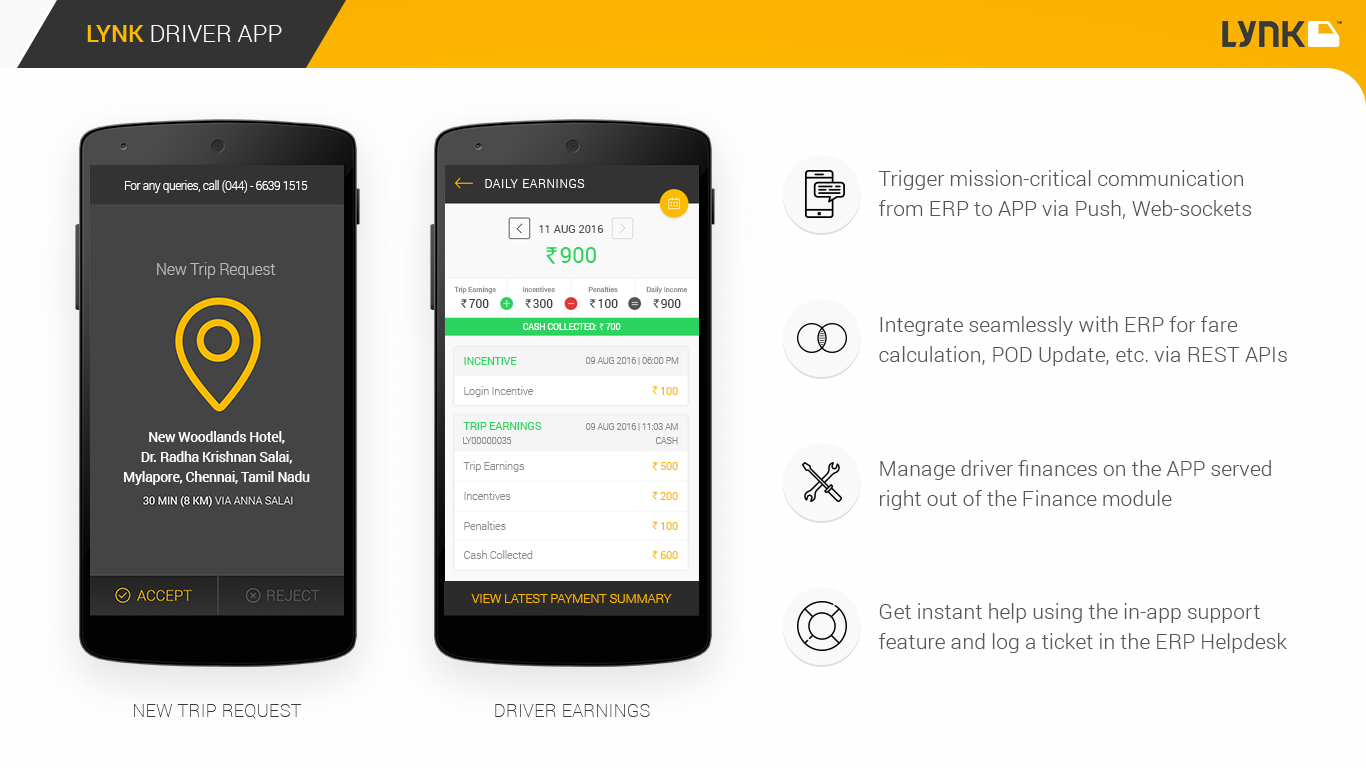 LYNK DRIVER APP
LYNK™
For any queries, call (044) - 6639 1515
New Trip Request
New Woodlands Hotel,
Dr. Radha Krishnan Salai,
Mylapore, Chennai, Tamil Nadu
30 MIN (8 KM) VIA ANNA SALAI
ACCEPT REJECT
NEW TRIP REQUEST
DAILY EARNINGS
11 AUG 2016
₹900
Trip Earnings Incentives Penalties Daily Income
₹700 + ₹300 − ₹100 = ₹900
CASH COLLECTED: ₹ 700
INCENTIVE 09 AUG 2016 | 06:00 PM
Login Incentive ₹ 100
TRIP EARNINGS 09 AUG 2016 | 11:03 AM
LY00000035 CASH
Trip Earnings ₹ 500
Incentives ₹ 200
Penalties ₹ 100
Cash Collected ₹ 600
VIEW LATEST PAYMENT SUMMARY
DRIVER EARNINGS
Trigger mission-critical communication
from ERP to APP via Push, Web-sockets
Integrate seamlessly with ERP for fare
calculation, POD Update, etc. via REST APIs
Manage driver finances on the APP served
right out of the Finance module
Get instant help using the in-app support
feature and log a ticket in the ERP Helpdesk